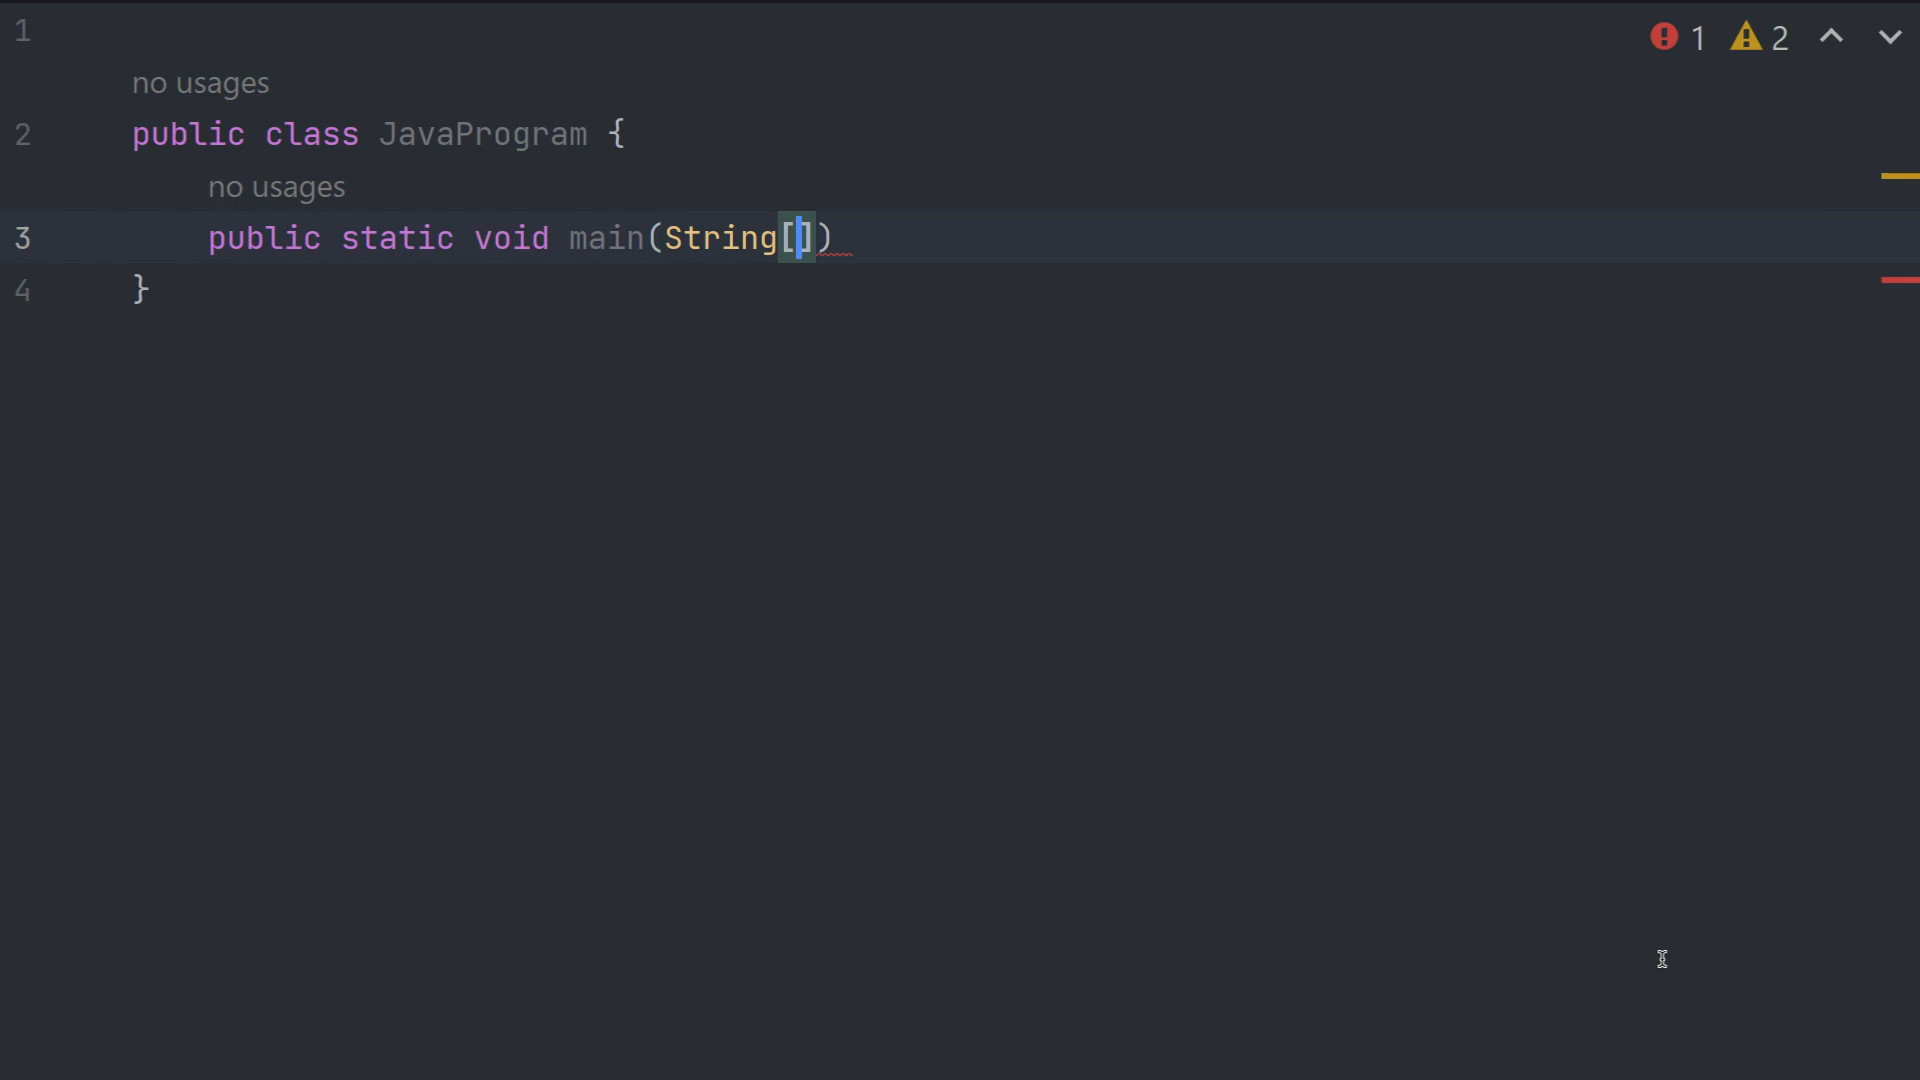 1
1 2
no usages
2 public class JavaProgram {
no usages
3 public static void main(String[])
4 }